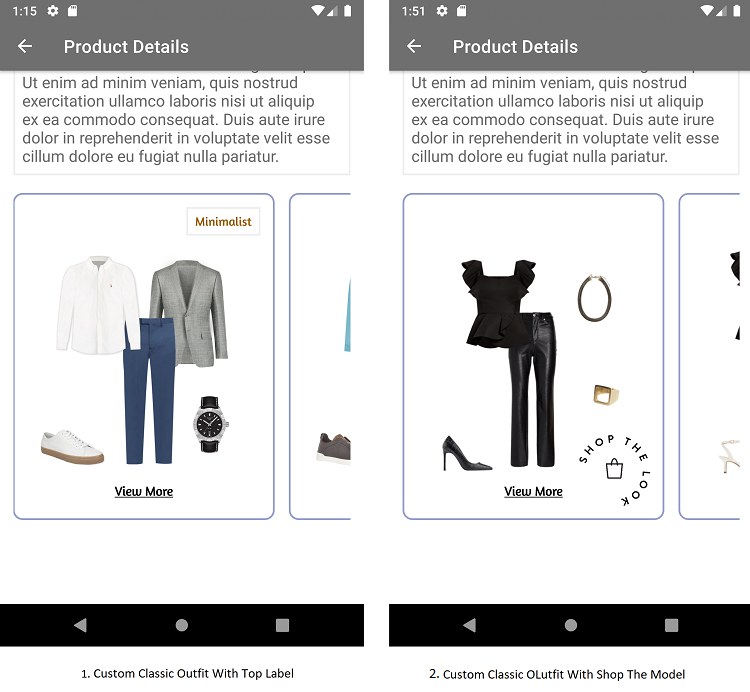 1:15
Product Details
Ut enim ad minim veniam, quis nostrud
exercitation ullamco laboris nisi ut aliquip
ex ea commodo consequat. Duis aute irure
dolor in reprehenderit in voluptate velit esse
cillum dolore eu fugiat nulla pariatur.
Minimalist
View More
1. Custom Classic Outfit With Top Label
1:51
Product Details
Ut enim ad minim veniam, quis nostrud
exercitation ullamco laboris nisi ut aliquip
ex ea commodo consequat. Duis aute irure
dolor in reprehenderit in voluptate velit esse
cillum dolore eu fugiat nulla pariatur.
SHOP THE LOOK
View More
2. Custom Classic OLutfit With Shop The Model